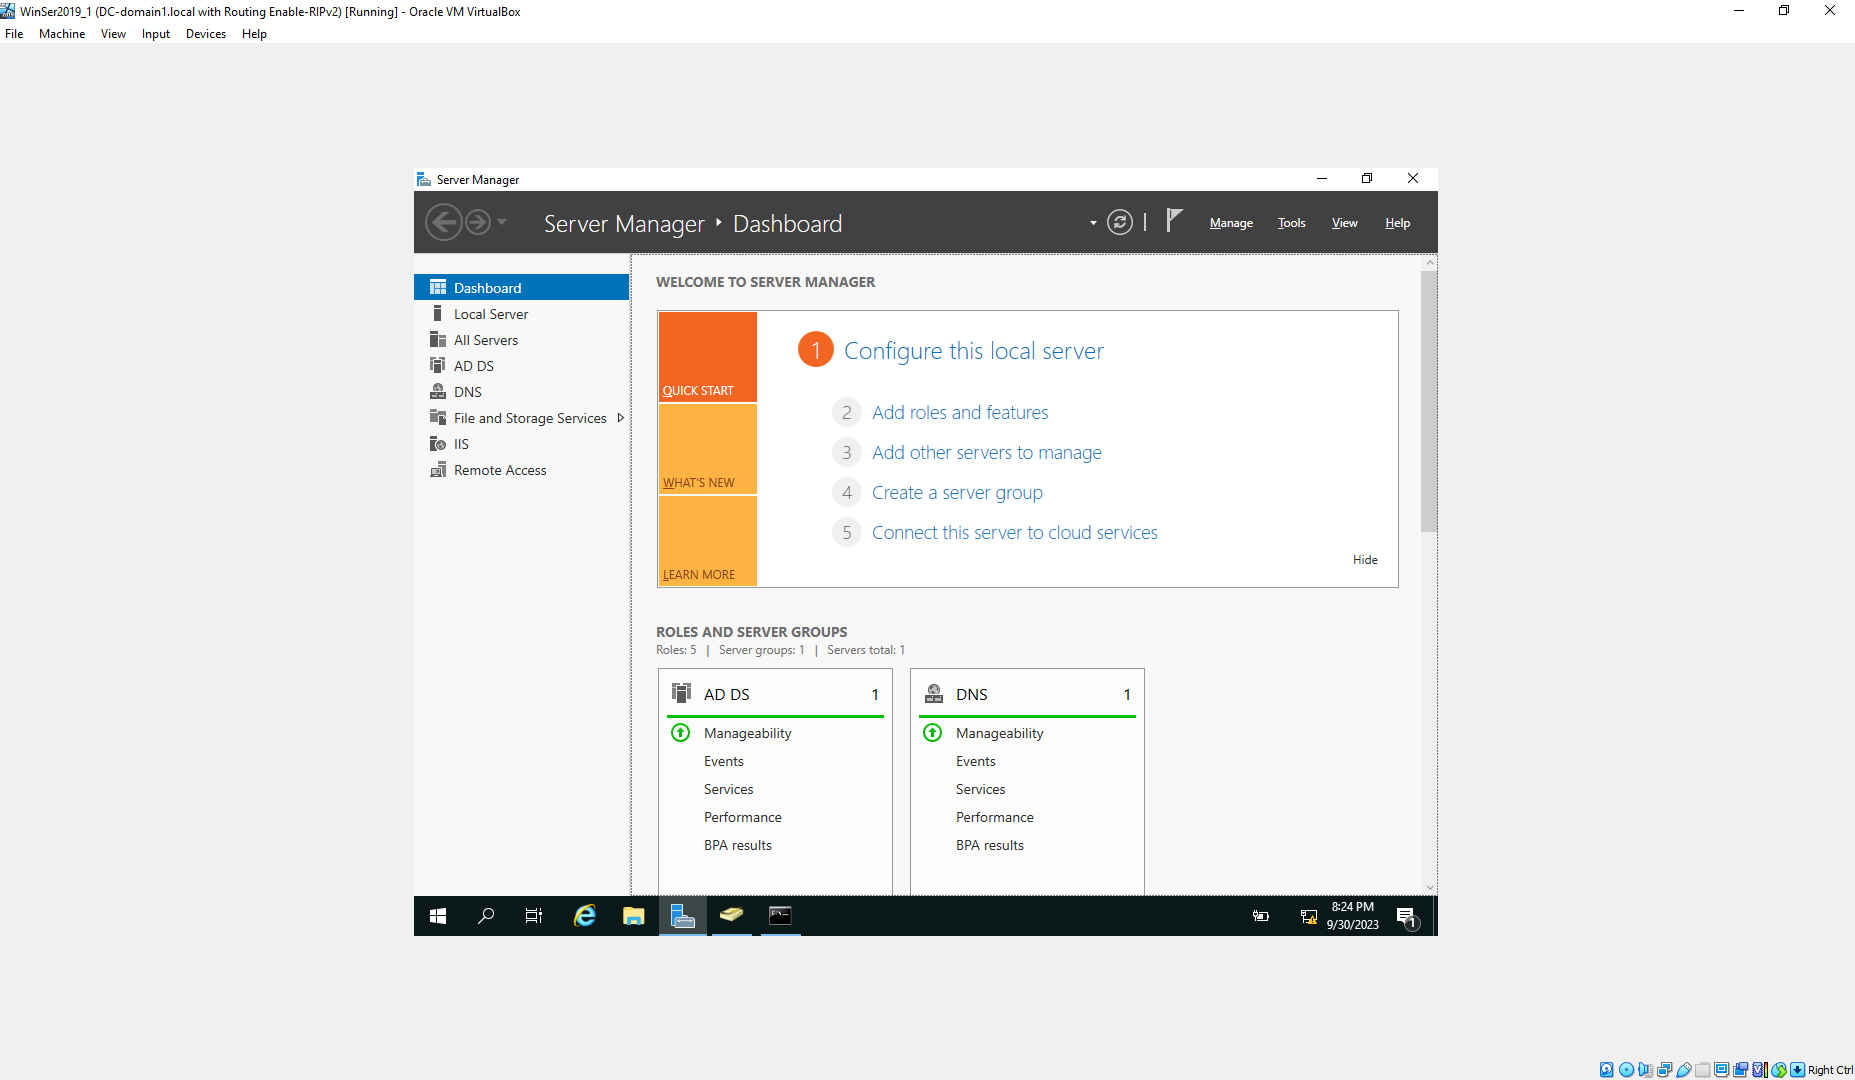 WinSer2019_1 (DC-domain1.local with Routing Enable-RIPv2) [Running] - Oracle VM VirtualBox
File Machine View Input Devices Help
Server Manager
Server Manager ‣ Dashboard
Manage Tools View Help
Dashboard
Local Server
All Servers
AD DS
DNS
File and Storage Services
IIS
Remote Access
WELCOME TO SERVER MANAGER
QUICK START
WHAT'S NEW
LEARN MORE
1 Configure this local server
2 Add roles and features
3 Add other servers to manage
4 Create a server group
5 Connect this server to cloud services
Hide
ROLES AND SERVER GROUPS
Roles: 5 | Server groups: 1 | Servers total: 1
AD DS 1
Manageability
Events
Services
Performance
BPA results
DNS 1
Manageability
Events
Services
Performance
BPA results
8:24 PM
9/30/2023
1
Right Ctrl